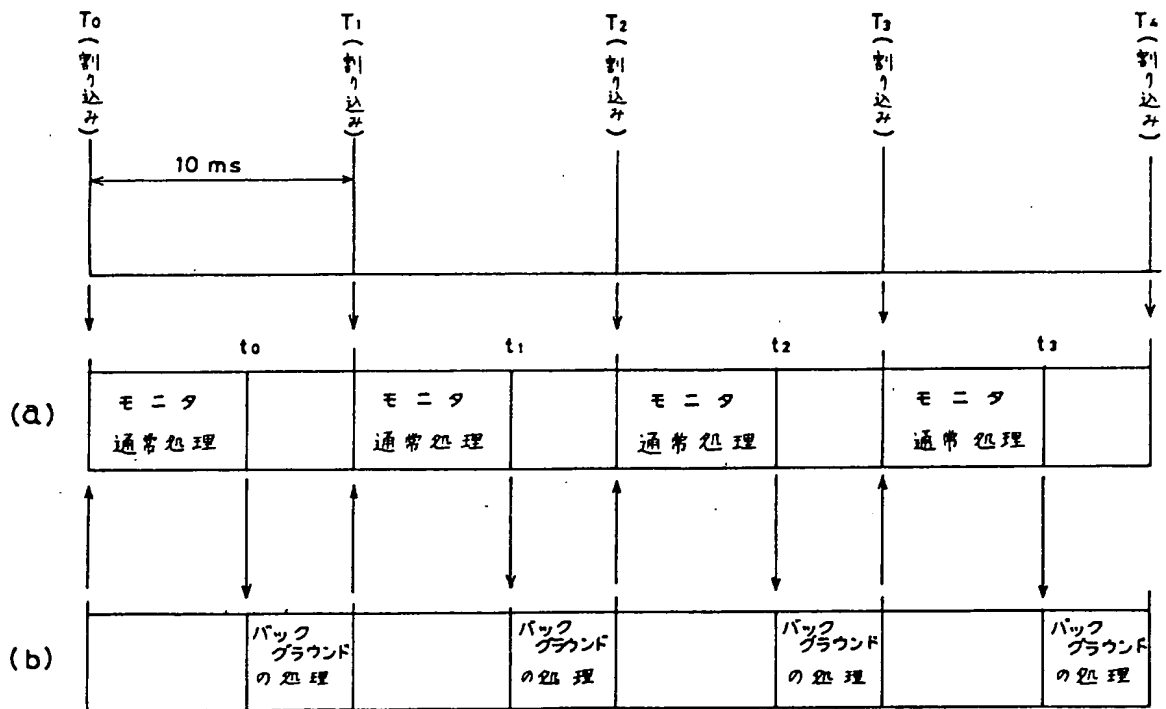 T0 (割り込み)
T1 (割り込み)
T2 (割り込み)
T3 (割り込み)
T4 (割り込み)
10 ms
t0
t1
t2
t3
(a)
モニタ
通常処理
モニタ
通常処理
モニタ
通常処理
モニタ
通常処理
(b)
バック
グラウンド
の処理
バック
グラウンド
の処理
バック
グラウンド
の処理
バック
グラウンド
の処理